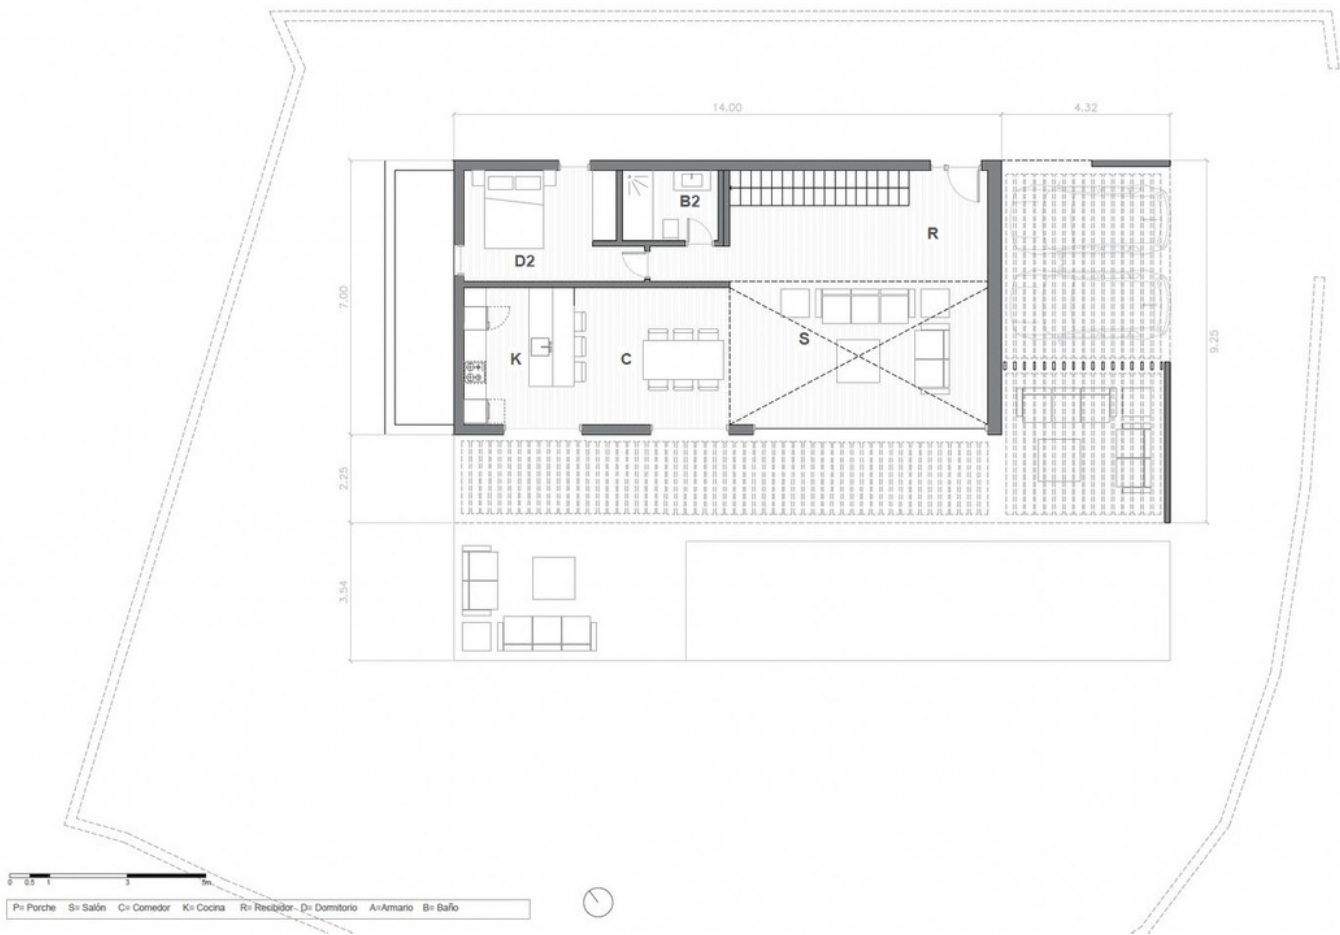 14.00
4.32
B2
R
D2
7.00
S
K
C
9.25
2.25
3.54
0 0.5 1 3 5m
P= Porche S= Salón C= Comedor K= Cocina R= Recibidor D= Dormitorio A=Armario B= Baño